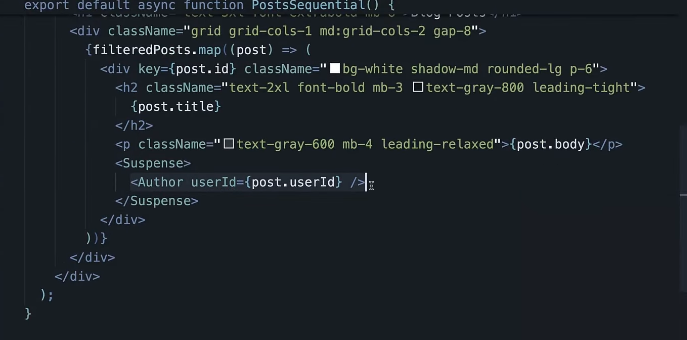 export default async function PostsSequential() {
<h1 className="text-3xl font-extrabold mb-8">Blog Posts</h1>
<div className="grid grid-cols-1 md:grid-cols-2 gap-8">
{filteredPosts.map((post) => (
<div key={post.id} className="bg-white shadow-md rounded-lg p-6">
<h2 className="text-2xl font-bold mb-3 text-gray-800 leading-tight">
{post.title}
</h2>
<p className="text-gray-600 mb-4 leading-relaxed">{post.body}</p>
<Suspense>
<Author userId={post.userId} />
</Suspense>
</div>
))}
</div>
</div>
);
}